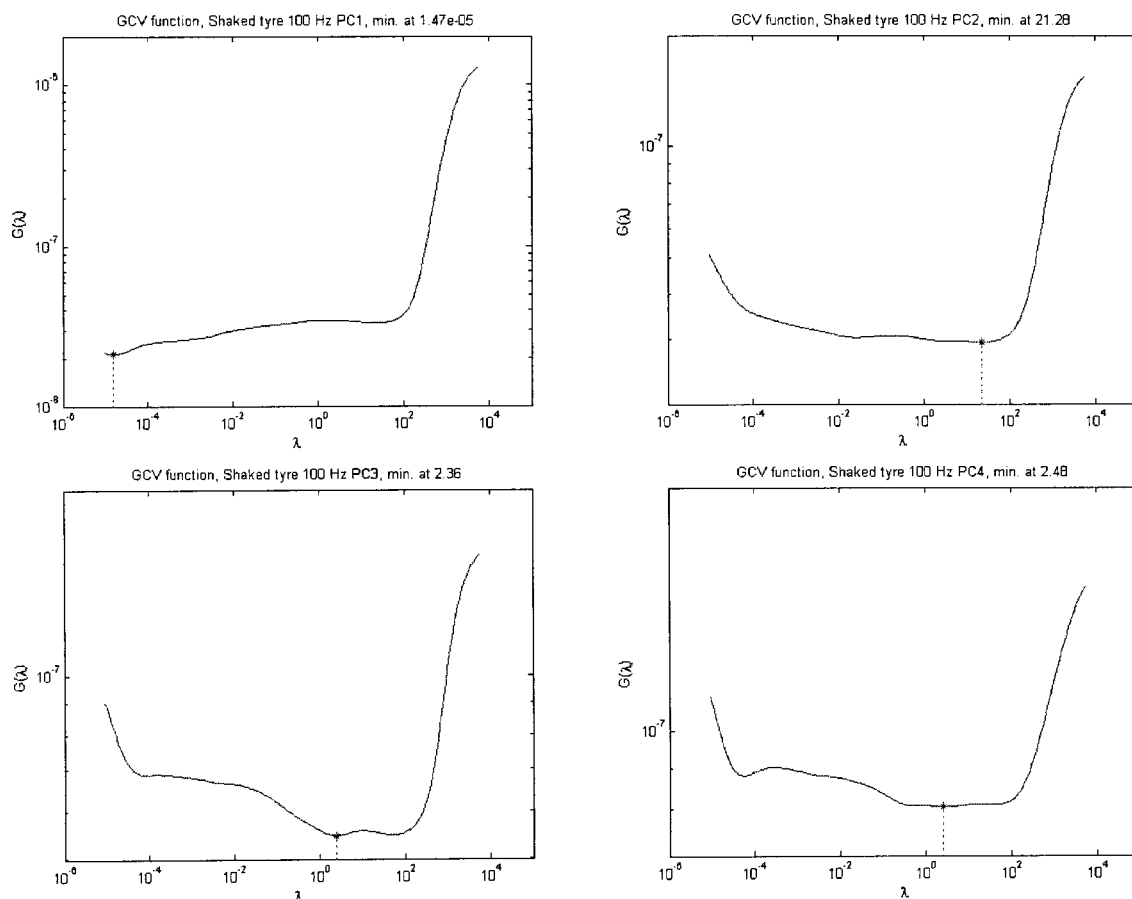 GCV function, Shaked tyre 100 Hz PC1, min. at 1.47e-05
10^-6
10^-7
10^-8
G(λ)
10^-6 10^-4 10^-2 10^0 10^2 10^4
λ
GCV function, Shaked tyre 100 Hz PC2, min. at 21.28
10^-7
G(λ)
10^-6 10^-4 10^-2 10^0 10^2 10^4
λ
GCV function, Shaked tyre 100 Hz PC3, min. at 2.36
10^-7
G(λ)
10^-6 10^-4 10^-2 10^0 10^2 10^4
λ
GCV function, Shaked tyre 100 Hz PC4, min. at 2.48
10^-7
G(λ)
10^-6 10^-4 10^-2 10^0 10^2 10^4
λ